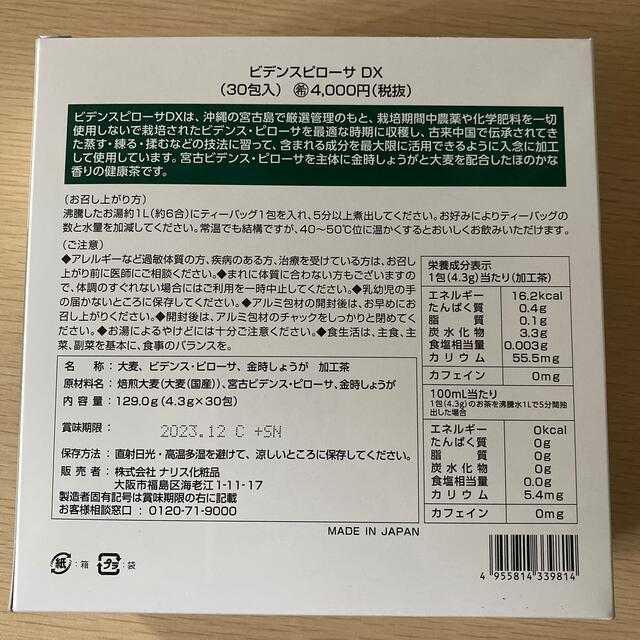 ビデンスピローサ DX
(30包入) ㊒4,000円(税抜)
ビデンスピローサDXは、沖縄の宮古島で厳選管理のもと、栽培期間中農薬や化学肥料を一切
使用しないで栽培されたビデンス・ピローサを最適な時期に収穫し、古来中国で伝承されてき
た蒸す・練る・揉むなどの技法に習って、含まれる成分を最大限に活用できるように入念に加工
して使用しています。宮古ビデンス・ピローサを主体に金時しょうがと大麦を配合したほのかな
香りの健康茶です。
(お召し上がり方)
沸騰したお湯約1L(約6合)にティーバッグ1包を入れ、5分以上煮出してください。お好みによりティーバッグの
数と水量を加減してください。常温でも結構ですが、40〜50℃位に温かくするとおいしくお飲みいただけます。
(ご注意)
◆アレルギーなど過敏体質の方、疾病のある方、治療を受けている方は、お召し
上がり前に医師にご相談ください。◆まれに体質に合わない方もございますの
で、体調のすぐれない場合にはご利用を一時中止してください。◆乳幼児の手
の届かないところに保存してください。◆アルミ包材の開封後は、お早めにお
召し上がりください。◆開封後は、アルミ包材のチャックをしっかりと閉めてく
ださい。◆お湯によるやけどには十分ご注意ください。◆食生活は、主食、主
菜、副菜を基本に、食事のバランスを。
名 称：大麦、ビデンス・ピローサ、金時しょうが 加工茶
原材料名：焙煎大麦(大麦(国産))、宮古ビデンス・ピローサ、金時しょうが
内 容 量：129.0g(4.3g×30包)
賞味期限： 2023.12 C +SN
保存方法：直射日光・高温多湿を避けて、涼しいところに保存してください。
販 売 者：株式会社 ナリス化粧品
大阪市福島区海老江1-11-17
製造者固有記号は賞味期限の右に記載
お客様相談窓口：0120-71-9000
栄養成分表示
1包(4.3g)当たり(加工茶)
エネルギー 16.2kcal
たんぱく質 0.4g
脂 質 0.1g
炭水化物 3.3g
食塩相当量 0.003g
カリウム 55.5mg
カフェイン 0mg
100mL当たり
1包(4.3g)のお茶を沸騰水1Lで5分間抽
出した場合
エネルギー 0kcal
たんぱく質 0g
脂 質 0g
炭水化物 0g
食塩相当量 0.0g
カリウム 5.4mg
カフェイン 0mg
MADE IN JAPAN
紙：箱 プラ：袋
4 955814 339814